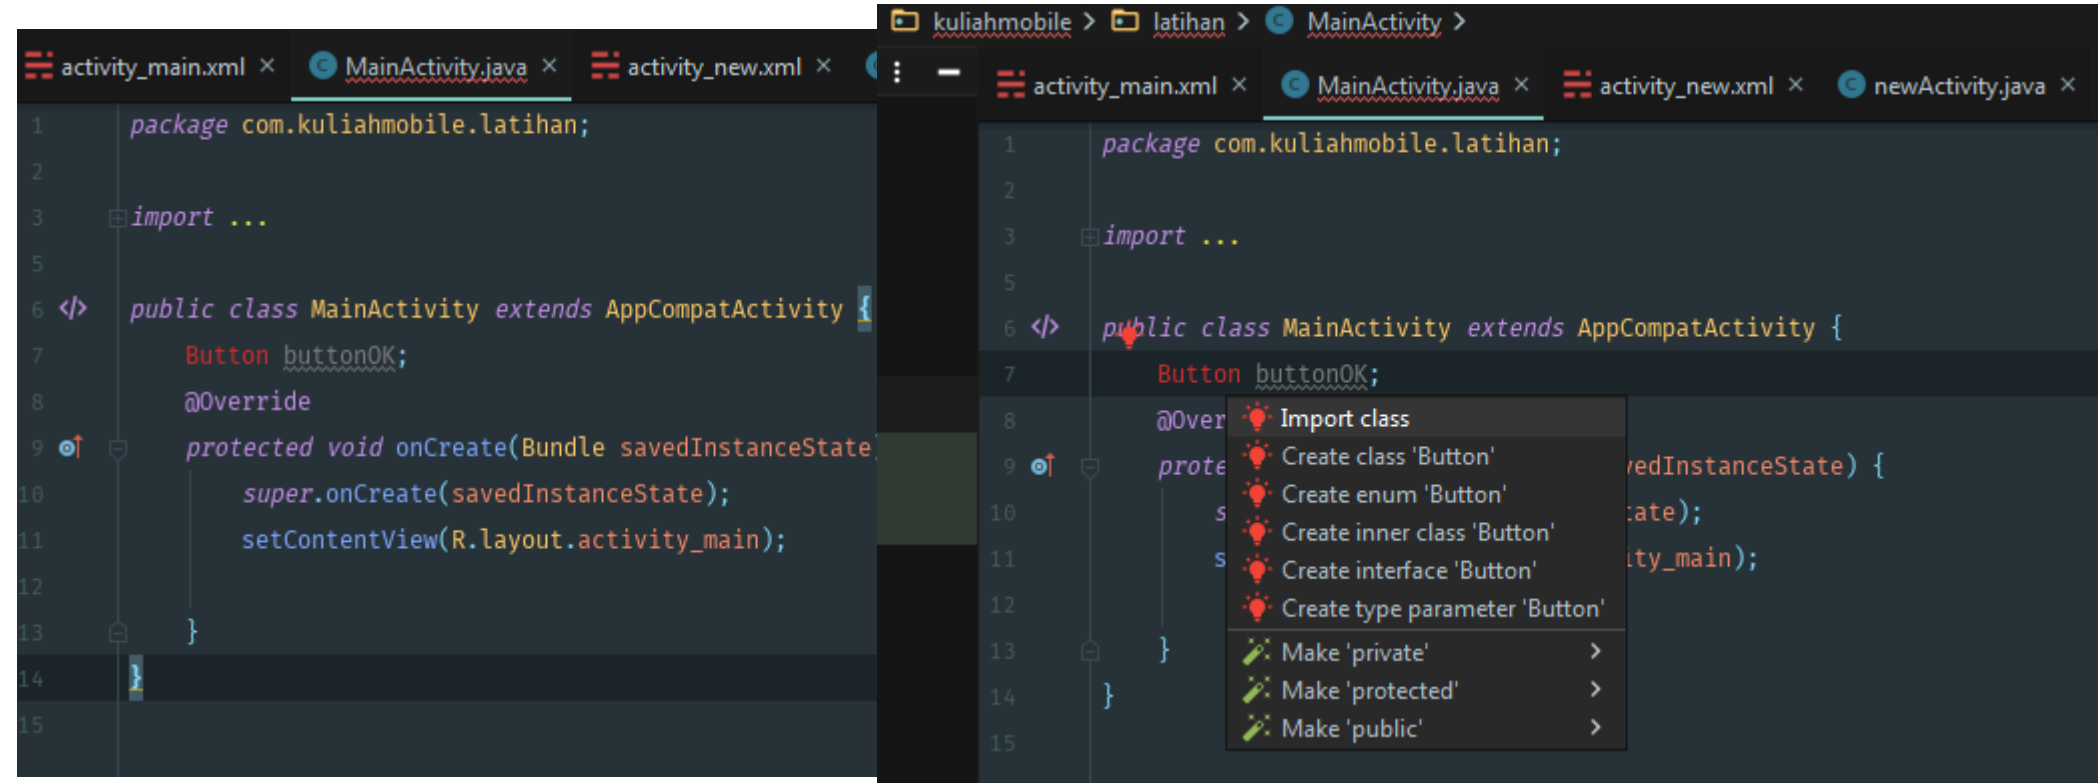 activity_main.xml × MainActivity.java × activity_new.xml ×
1 package com.kuliahmobile.latihan;
2
3 import ...
5
6 </> public class MainActivity extends AppCompatActivity {
7 Button buttonOK;
8 @Override
9 protected void onCreate(Bundle savedInstanceState)
10 super.onCreate(savedInstanceState);
11 setContentView(R.layout.activity_main);
12
13 }
14 }
15
kuliahmobile > latihan > MainActivity >
activity_main.xml × MainActivity.java × activity_new.xml × newActivity.java ×
1 package com.kuliahmobile.latihan;
2
3 import ...
5
6 </> public class MainActivity extends AppCompatActivity {
7 Button buttonOK;
8 @Over
9 prote vedInstanceState) {
10 s tate);
11 s ity_main);
12
13 }
14 }
15
Import class
Create class 'Button'
Create enum 'Button'
Create inner class 'Button'
Create interface 'Button'
Create type parameter 'Button'
Make 'private' >
Make 'protected' >
Make 'public' >